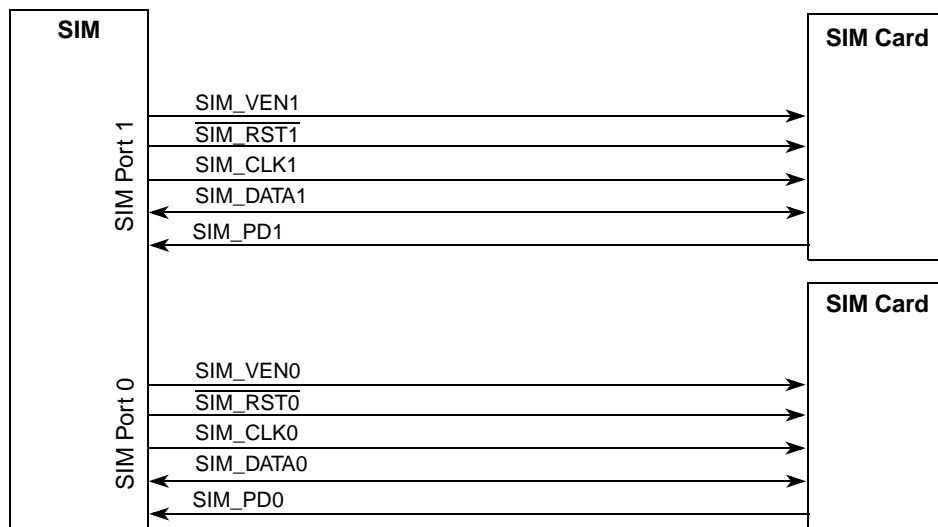 SIM
SIM Card
SIM Port 1
SIM_VEN1
SIM_RST1
SIM_CLK1
SIM_DATA1
SIM_PD1
SIM Card
SIM Port 0
SIM_VEN0
SIM_RST0
SIM_CLK0
SIM_DATA0
SIM_PD0